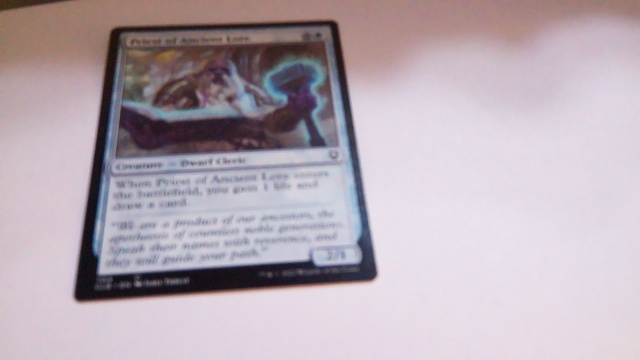 Priest of Ancient Lore
Creature — Dwarf Cleric
When Priest of Ancient Lore enters
the battlefield, you gain 1 life and
draw a card.
"We are a product of our ancestors, the
apotheosis of countless noble generations.
Speak their names with reverence, and
they will guide your path."
2/1